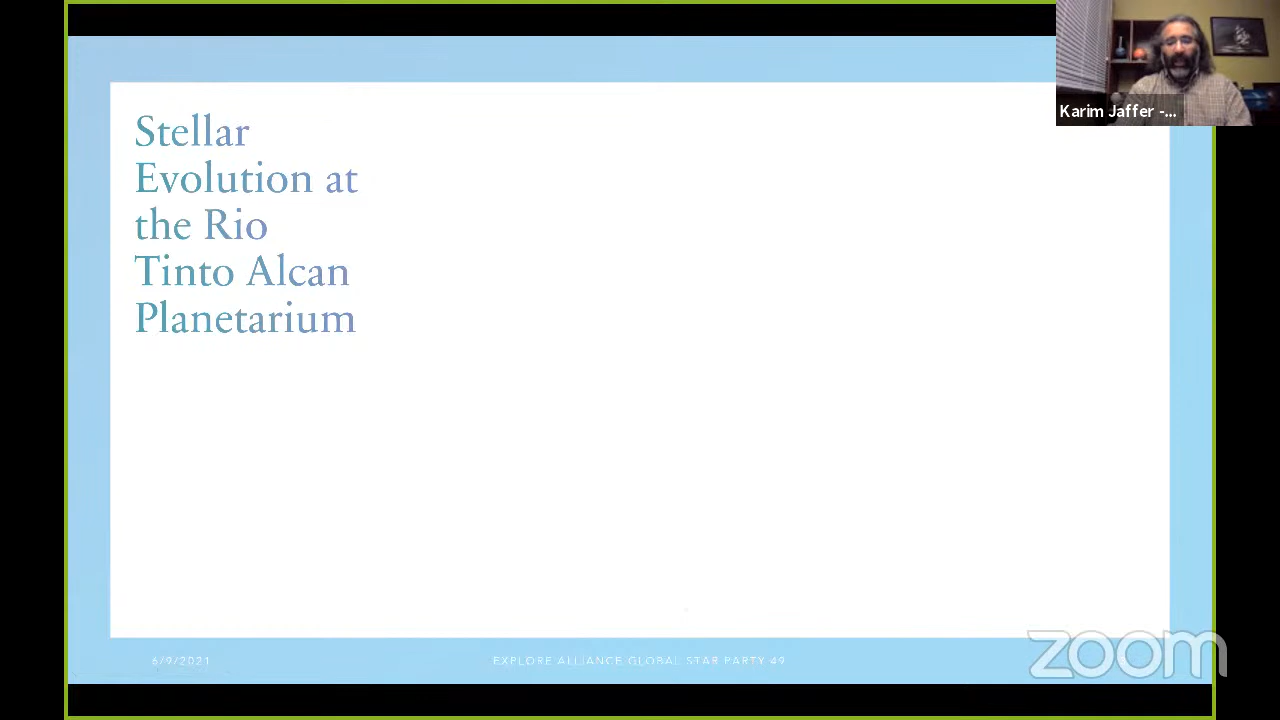 Karim Jaffer -...
Stellar
Evolution at
the Rio
Tinto Alcan
Planetarium
6/9/2021
EXPLORE ALLIANCE GLOBAL STAR PARTY 49
zoom